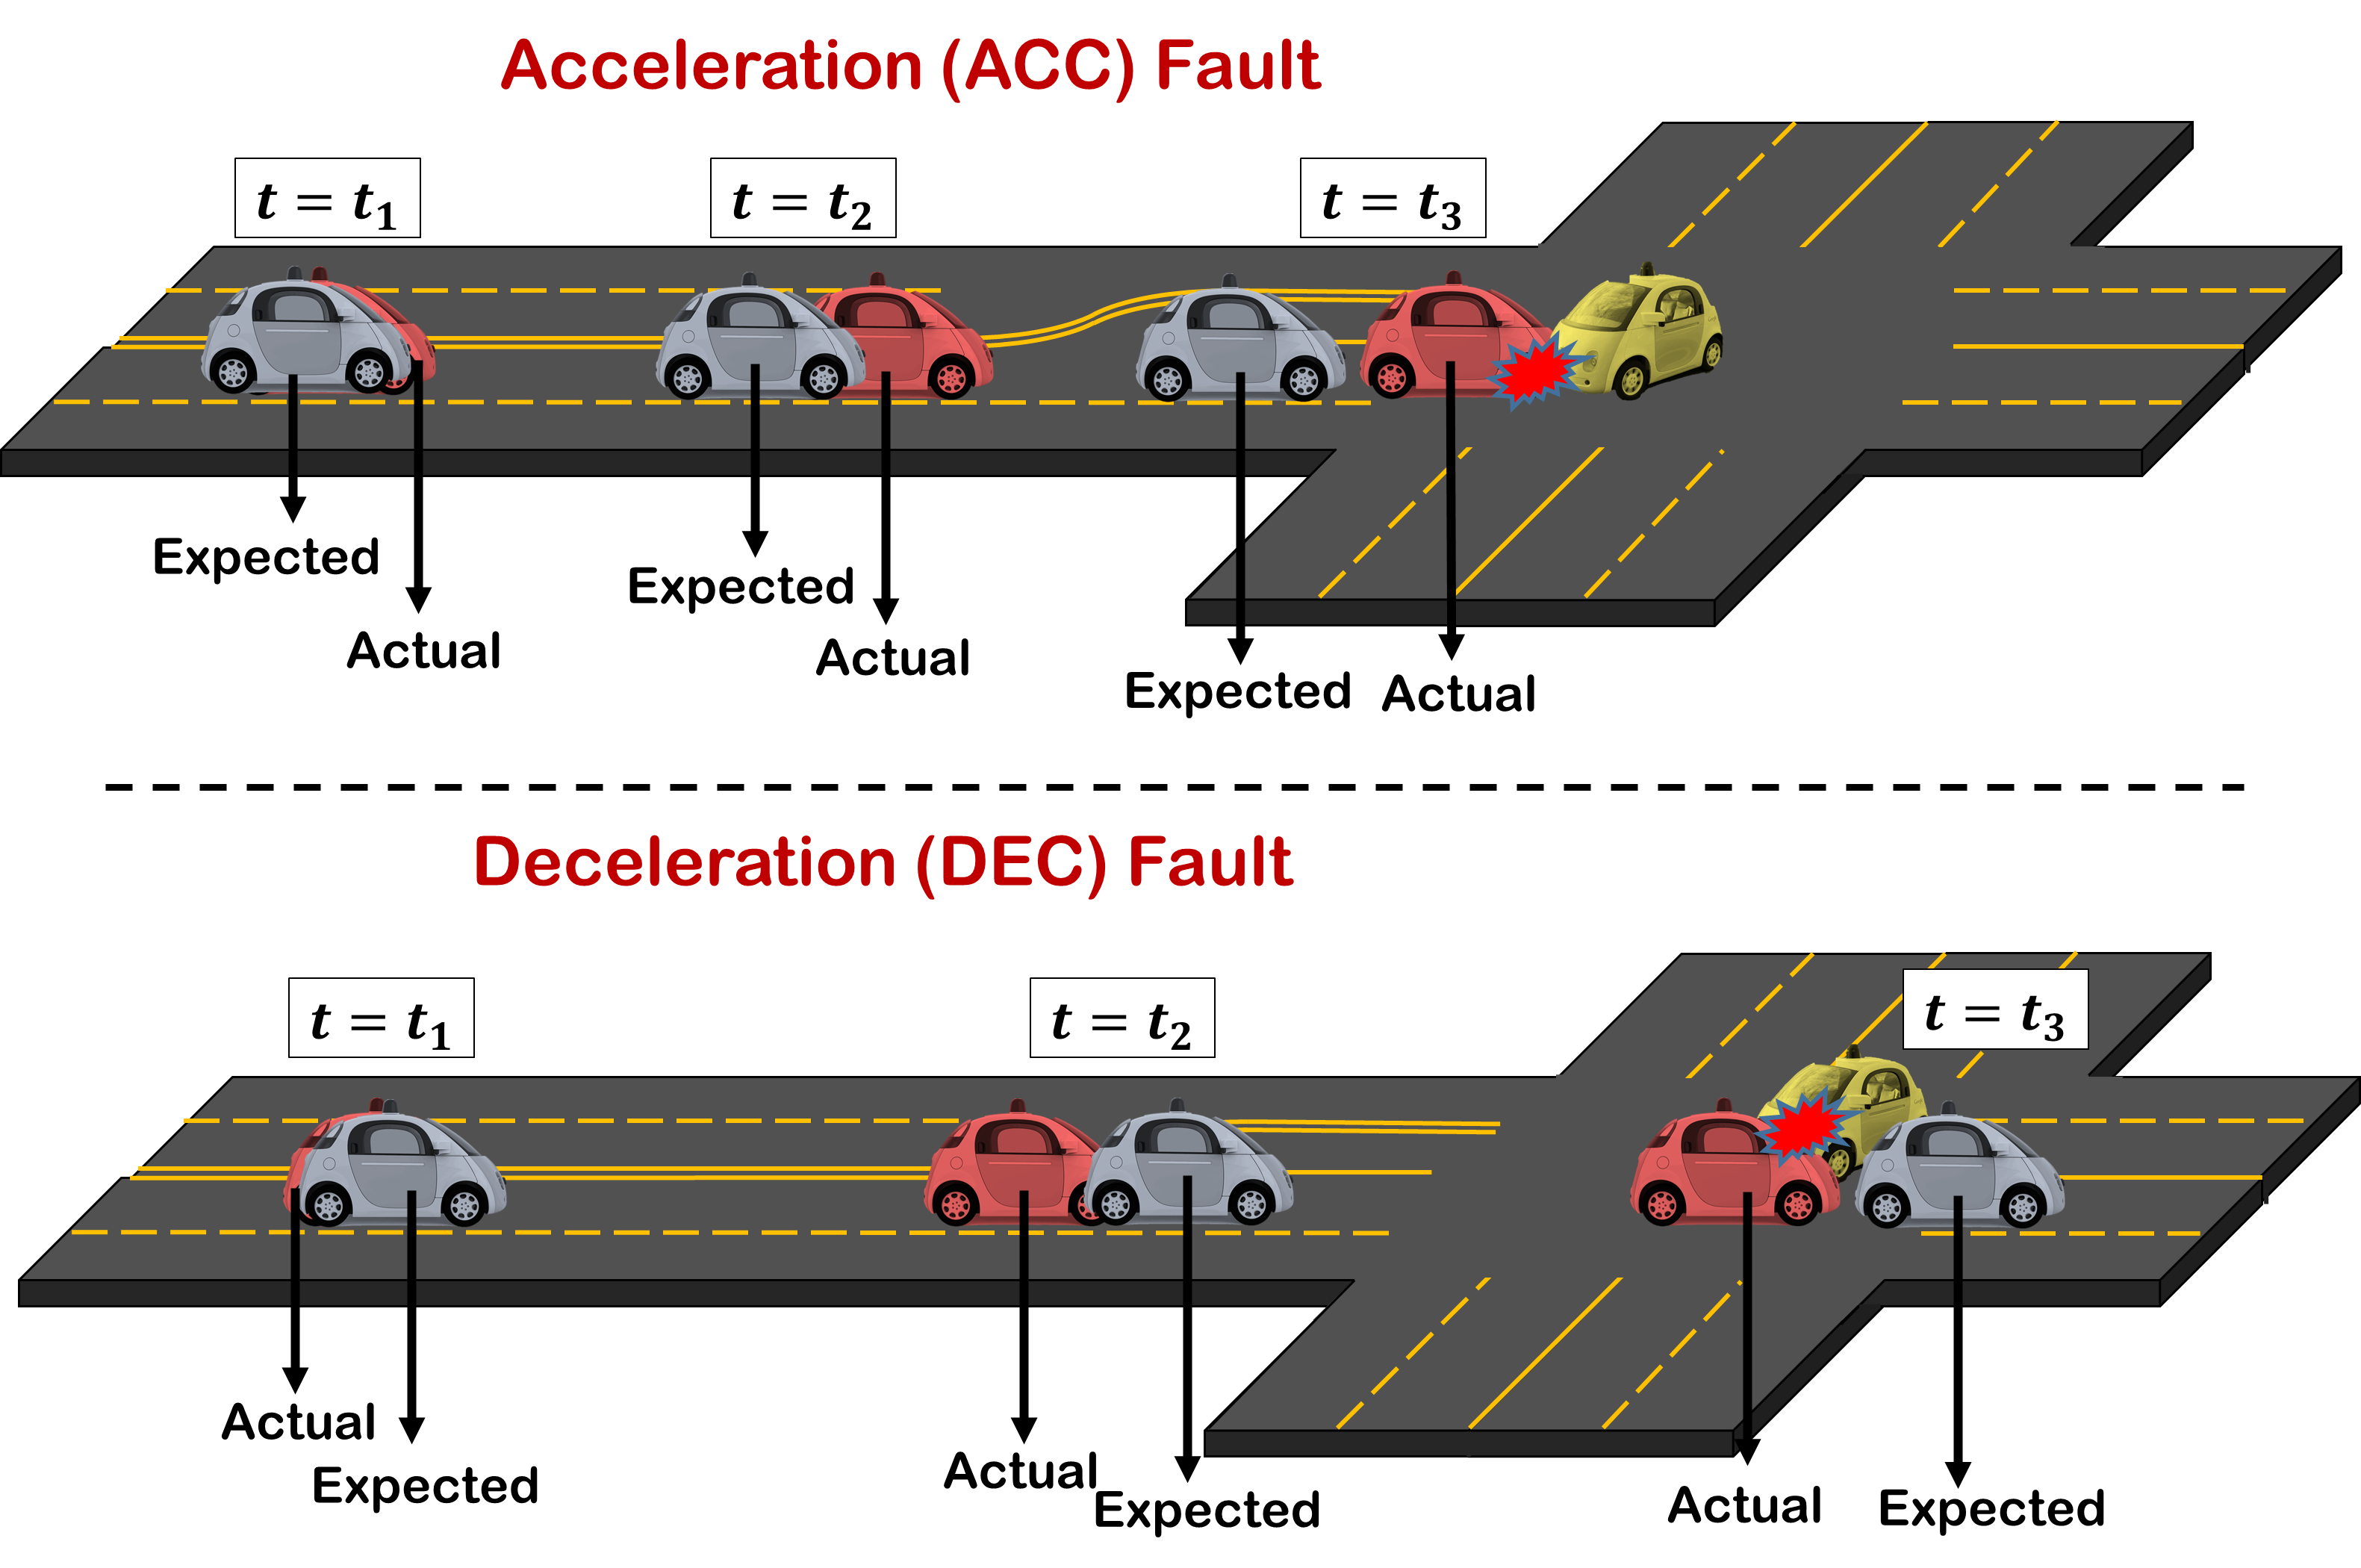 Acceleration (ACC) Fault
t = t₁
t = t₂
t = t₃
Expected
Actual
Expected
Actual
Expected
Actual
Deceleration (DEC) Fault
t = t₁
t = t₂
t = t₃
Actual
Expected
Actual
Expected
Actual
Expected